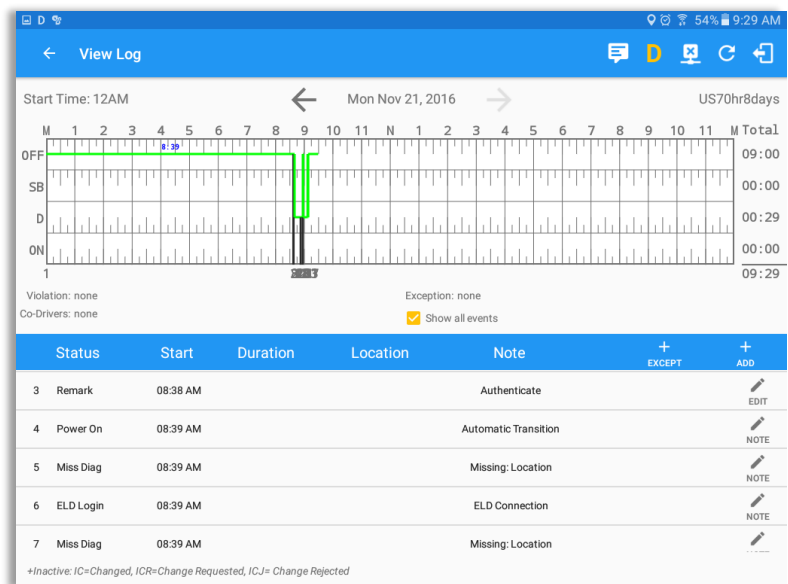 D 54% 9:29 AM
View Log D
Start Time: 12AM Mon Nov 21, 2016 US70hr8days
M 1 2 3 4 5 6 7 8 9 10 11 N 1 2 3 4 5 6 7 8 9 10 11 M Total
8:39
OFF 09:00
SB 00:00
D 00:29
ON 00:00
1 09:29
Violation: none Exception: none
Co-Drivers: none Show all events
Status Start Duration Location Note + EXCEPT + ADD
3 Remark 08:38 AM Authenticate EDIT
4 Power On 08:39 AM Automatic Transition NOTE
5 Miss Diag 08:39 AM Missing: Location NOTE
6 ELD Login 08:39 AM ELD Connection NOTE
7 Miss Diag 08:39 AM Missing: Location
+Inactive: IC=Changed, ICR=Change Requested, ICJ= Change Rejected